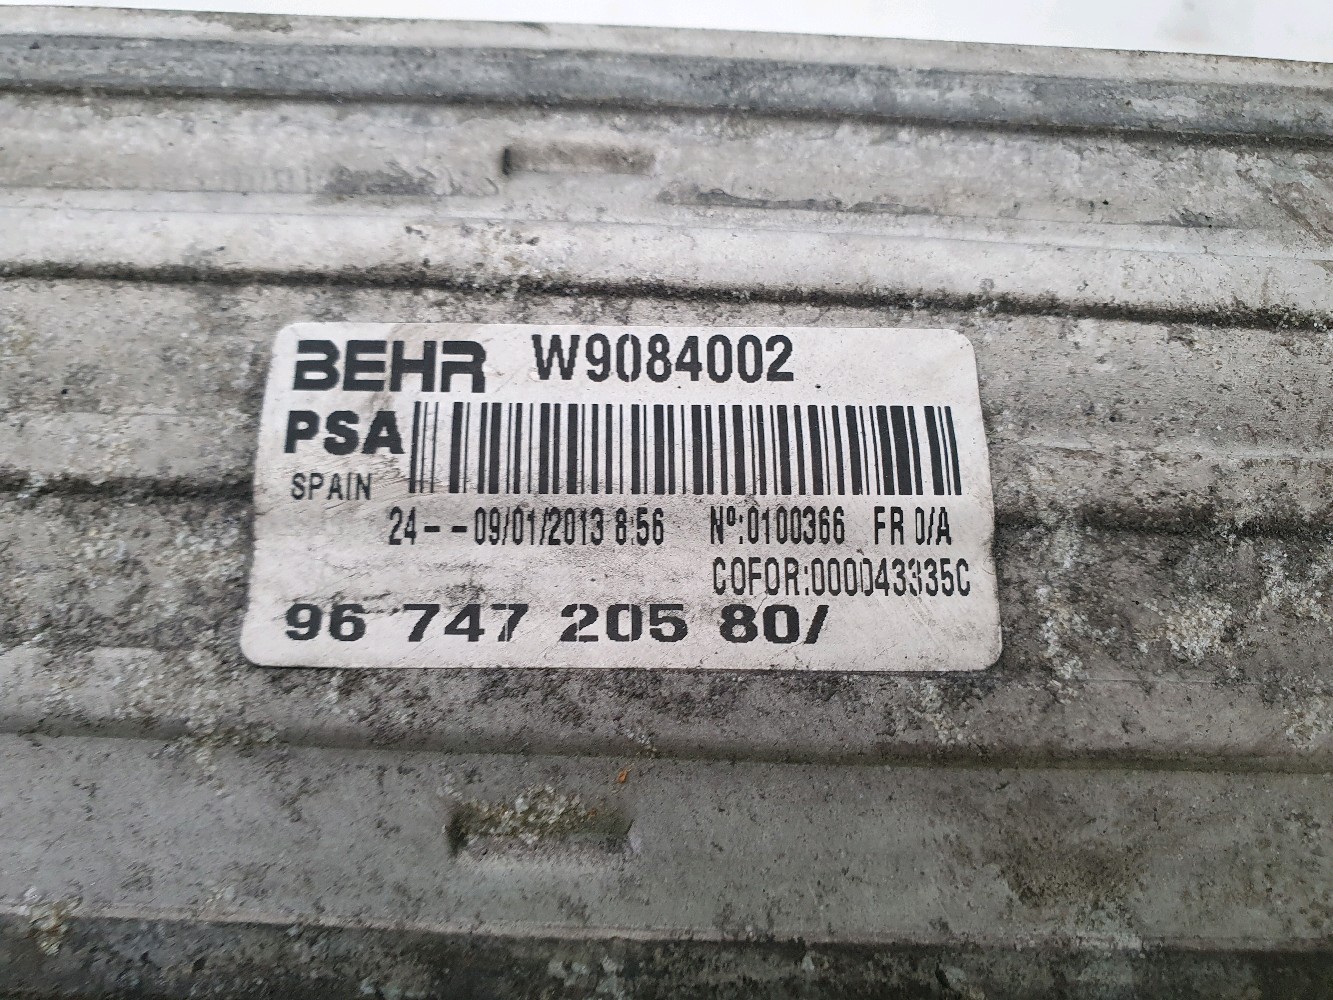 BEHR W9084002
PSA
SPAIN
24- -09/01/2013 8:56 Nº:0100366 FR 0/A
COFOR:000043335C
96 747 205 80/